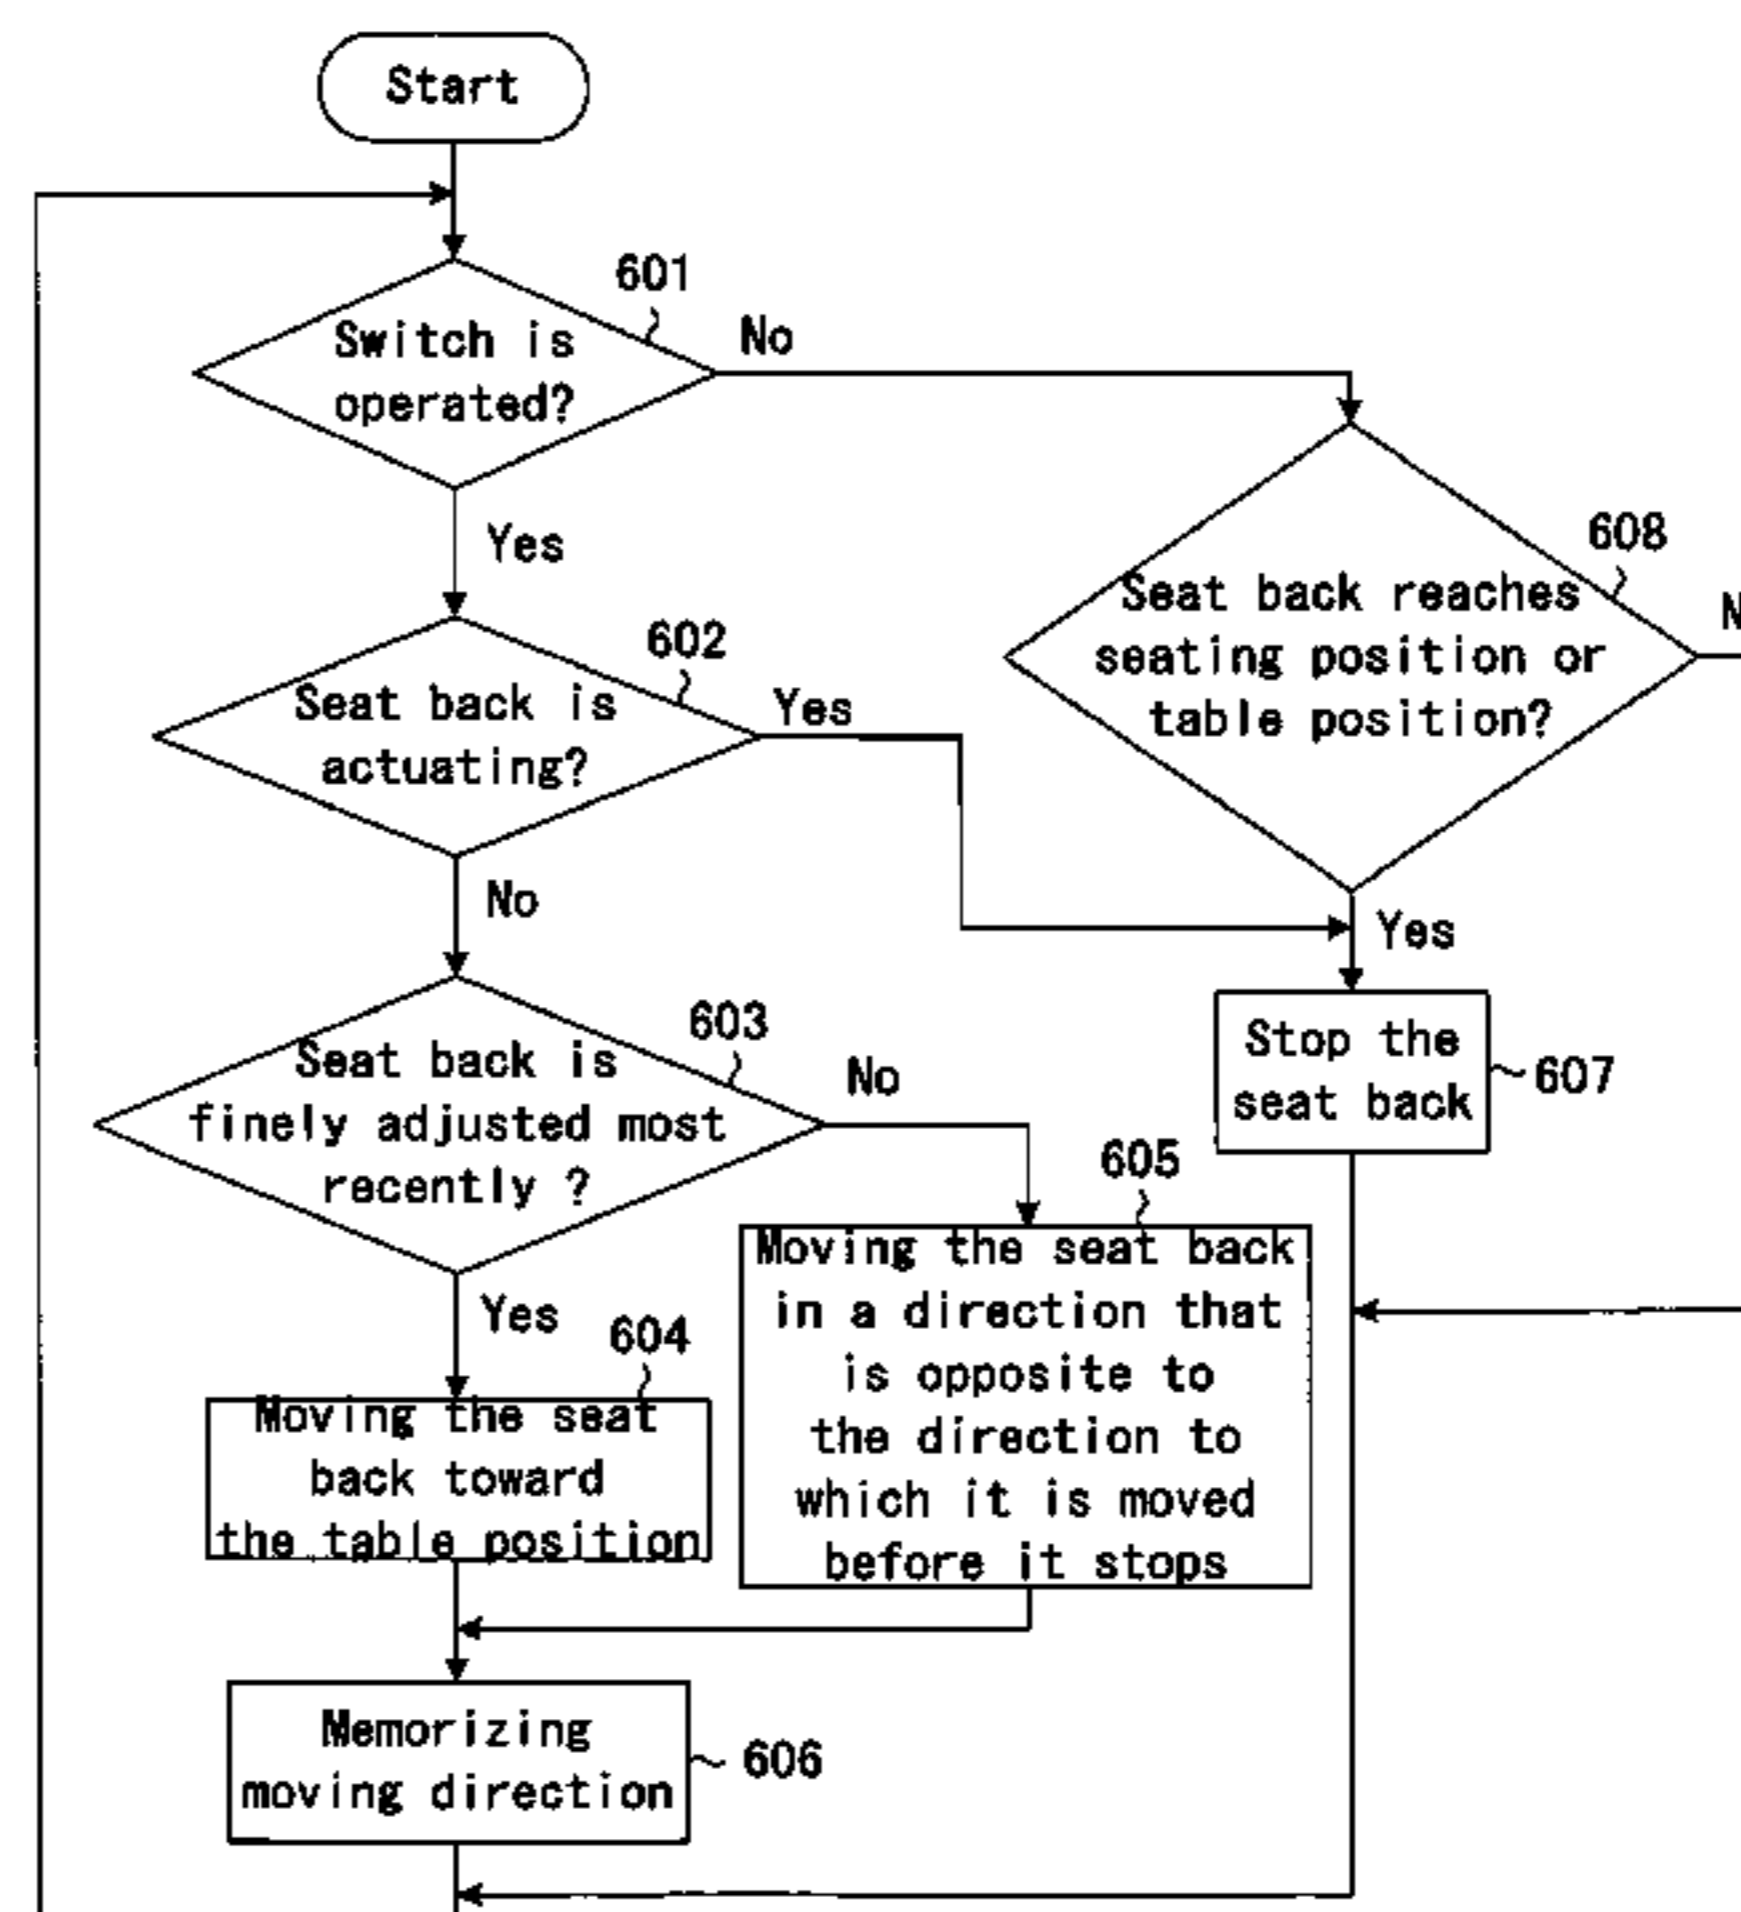 Start
601
Switch is
operated?
No
Yes
608
Seat back reaches
seating position or
table position?
Yes
602
Seat back is
actuating?
Yes
No
603
Seat back is
finely adjusted most
recently ?
No
Yes
607
Stop the
seat back
605
Moving the seat back
in a direction that
is opposite to
the direction to
which it is moved
before it stops
604
Moving the seat
back toward
the table position
606
Memorizing
moving direction